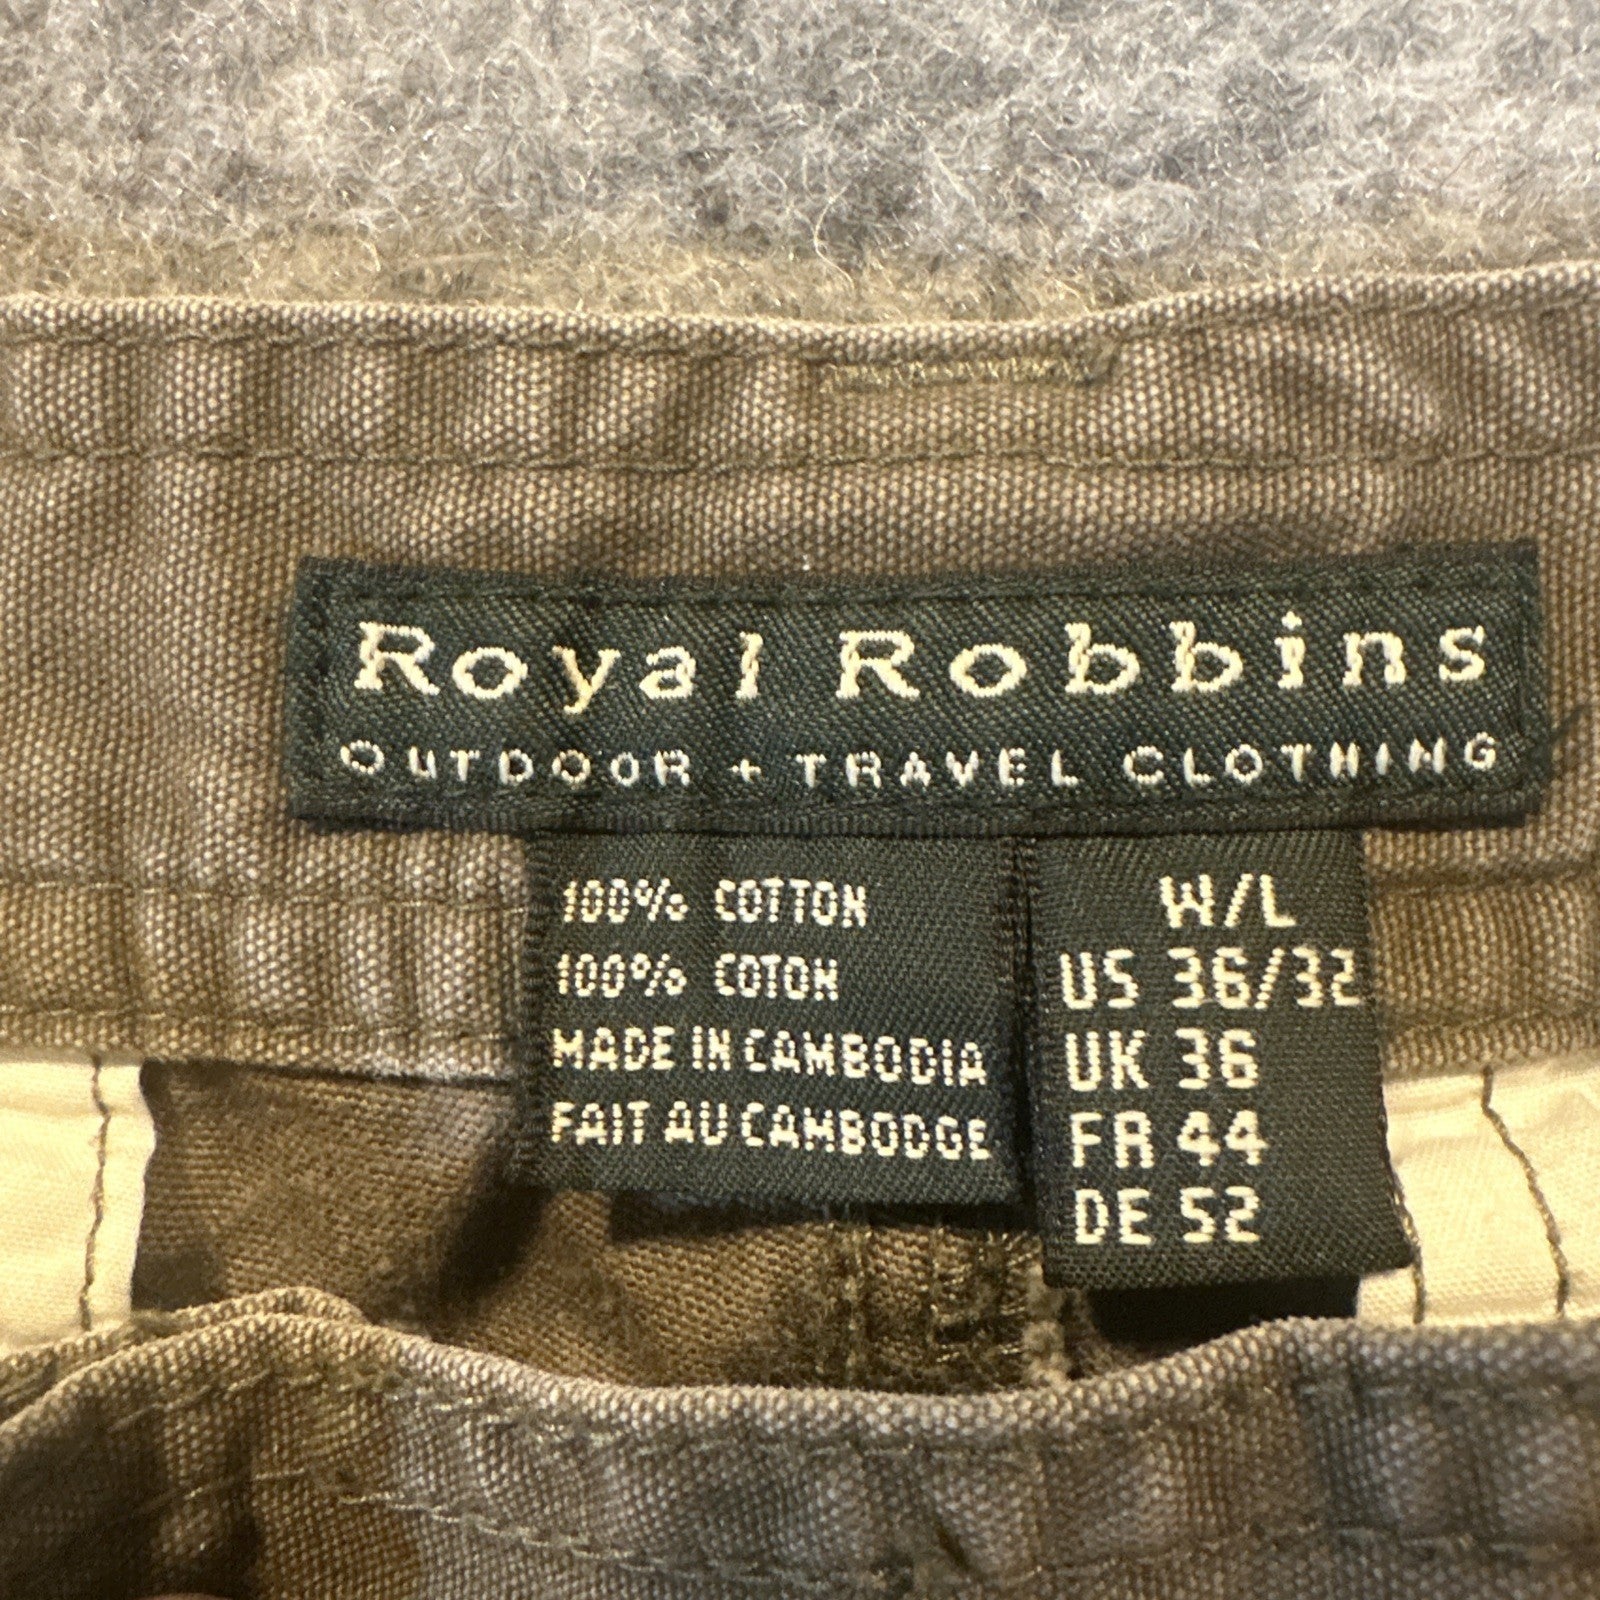 Royal Robbins
OUTDOOR + TRAVEL CLOTHING
100% COTTON
100% COTON
MADE IN CAMBODIA
FAIT AU CAMBODGE
W/L
US 36/32
UK 36
FR 44
DE 52